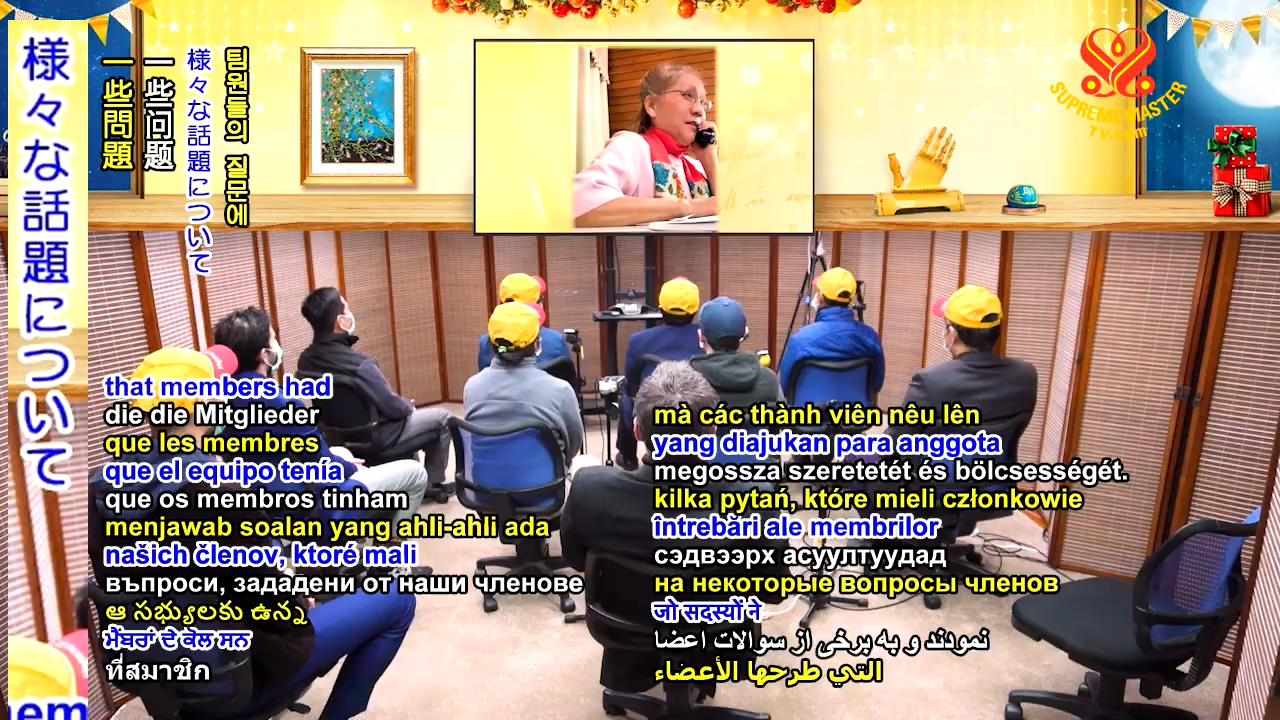 様々な話題について
一些問題
一些问题
様々な話題について
팀원들의 질문에
SUPREME MASTER
TV.com
that members had
die die Mitglieder
que les membres
que el equipo tenía
que os membros tinham
menjawab soalan yang ahli-ahli ada
našich členov, ktoré mali
въпроси, зададени от наши членове
ఆ సభ్యులకు ఉన్న
ਮੈਂਬਰਾਂ ਦੇ ਕੋਲ ਸਨ
ที่สมาชิก
mà các thành viên nêu lên
yang diajukan para anggota
megossza szeretetét és bölcsességét.
kilka pytań, które mieli członkowie
întrebări ale membrilor
сэдвээрх асуултуудад
на некоторые вопросы членов
जो सदस्यों ने
نمودند و به برخی از سوالات اعضا
التي طرحها الأعضاء